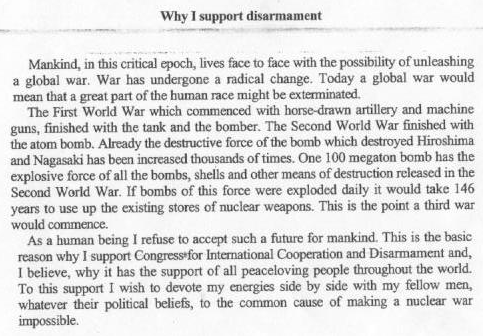 Why I support disarmament
Mankind, in this critical epoch, lives face to face with the possibility of unleashing
a global war. War has undergone a radical change. Today a global war would
mean that a great part of the human race might be exterminated.
The First World War which commenced with horse-drawn artillery and machine
guns, finished with the tank and the bomber. The Second World War finished with
the atom bomb. Already the destructive force of the bomb which destroyed Hiroshima
and Nagasaki has been increased thousands of times. One 100 megaton bomb has the
explosive force of all the bombs, shells and other means of destruction released in the
Second World War. If bombs of this force were exploded daily it would take 146
years to use up the existing stores of nuclear weapons. This is the point a third war
would commence.
As a human being I refuse to accept such a future for mankind. This is the basic
reason why I support Congress for International Cooperation and Disarmament and,
I believe, why it has the support of all peaceloving people throughout the world.
To this support I wish to devote my energies side by side with my fellow men,
whatever their political beliefs, to the common cause of making a nuclear war
impossible.